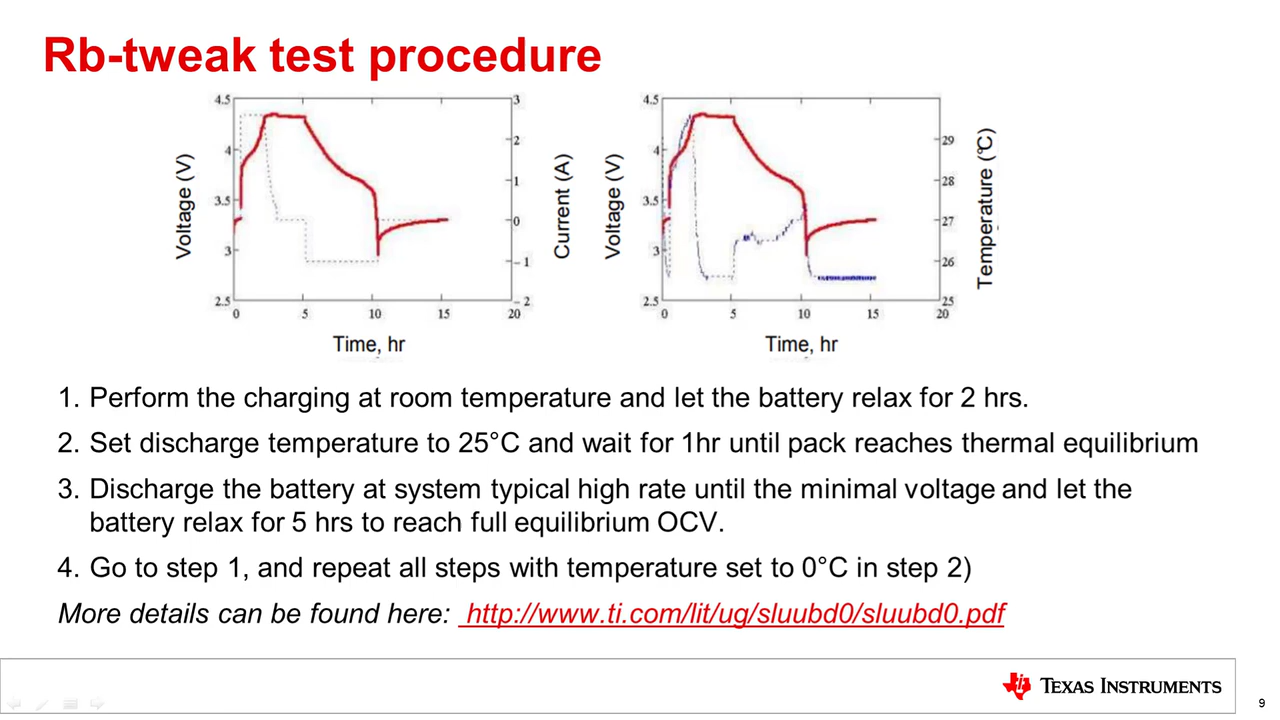 Rb-tweak test procedure
4.5
4
3.5
3
2.5
Voltage (V)
3
2
1
0
-1
-2
Current (A)
0
5
10
15
20
Time, hr
4.5
4
3.5
3
2.5
Voltage (V)
29
28
27
26
25
Temperature (°C)
0
5
10
15
20
Time, hr
1. Perform the charging at room temperature and let the battery relax for 2 hrs.
2. Set discharge temperature to 25°C and wait for 1hr until pack reaches thermal equilibrium
3. Discharge the battery at system typical high rate until the minimal voltage and let the
battery relax for 5 hrs to reach full equilibrium OCV.
4. Go to step 1, and repeat all steps with temperature set to 0°C in step 2)
More details can be found here: http://www.ti.com/lit/ug/sluubd0/sluubd0.pdf
TEXAS INSTRUMENTS
9